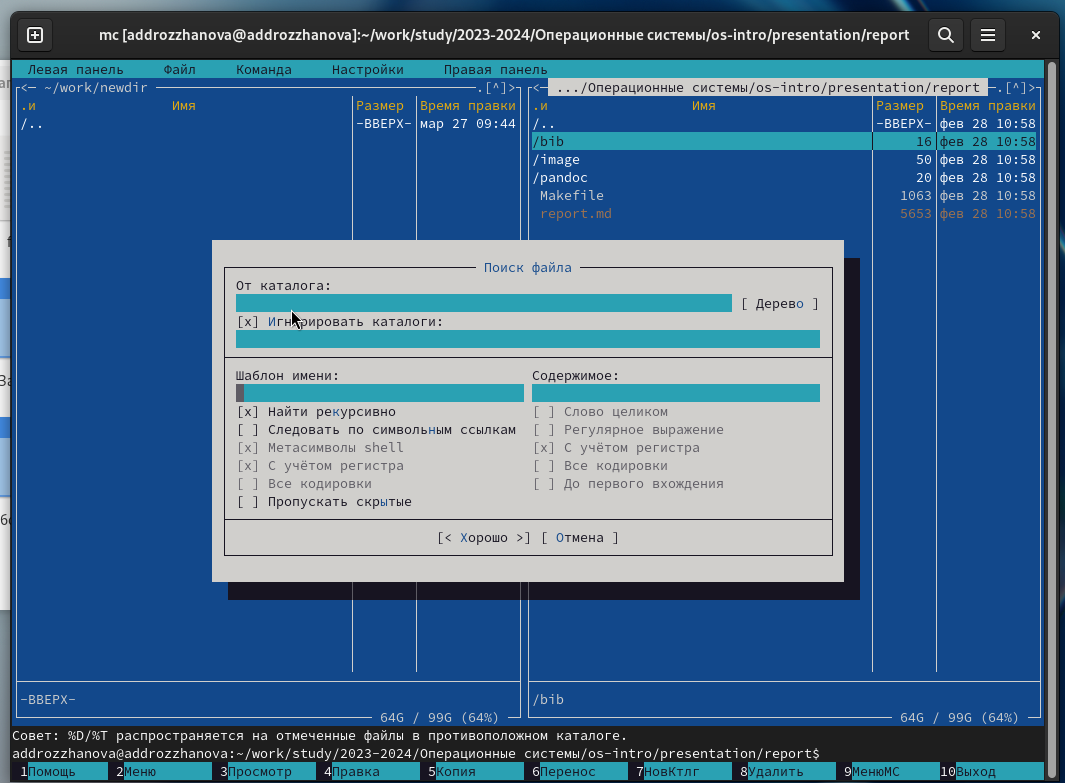 mc [addrozzhanova@addrozzhanova]:~/work/study/2023-2024/Операционные системы/os-intro/presentation/report
Левая панель Файл Команда Настройки Правая панель
<— ~/work/newdir .[^]> <— .../Операционные системы/os-intro/presentation/report .[^]>
.и Имя Размер Время правки .и Имя Размер Время правки
/.. -ВВЕРХ- мар 27 09:44 /.. -ВВЕРХ- фев 28 10:58
/bib 16 фев 28 10:58
/image 50 фев 28 10:58
/pandoc 20 фев 28 10:58
Makefile 1063 фев 28 10:58
report.md 5653 фев 28 10:58
Поиск файла
От каталога:
[ Дерево ]
[x] Игнорировать каталоги:
Шаблон имени: Содержимое:
[x] Найти рекурсивно [ ] Слово целиком
[ ] Следовать по символьным ссылкам [ ] Регулярное выражение
[x] Метасимволы shell [x] С учётом регистра
[x] С учётом регистра [ ] Все кодировки
[ ] Все кодировки [ ] До первого вхождения
[ ] Пропускать скрытые
[< Хорошо >] [ Отмена ]
-ВВЕРХ- /bib
64G / 99G (64%) 64G / 99G (64%)
Совет: %D/%T распространяется на отмеченные файлы в противоположном каталоге.
addrozzhanova@addrozzhanova:~/work/study/2023-2024/Операционные системы/os-intro/presentation/report$
1Помощь 2Меню 3Просмотр 4Правка 5Копия 6Перенос 7НовКтлг 8Удалить 9МенюМС 10Выход